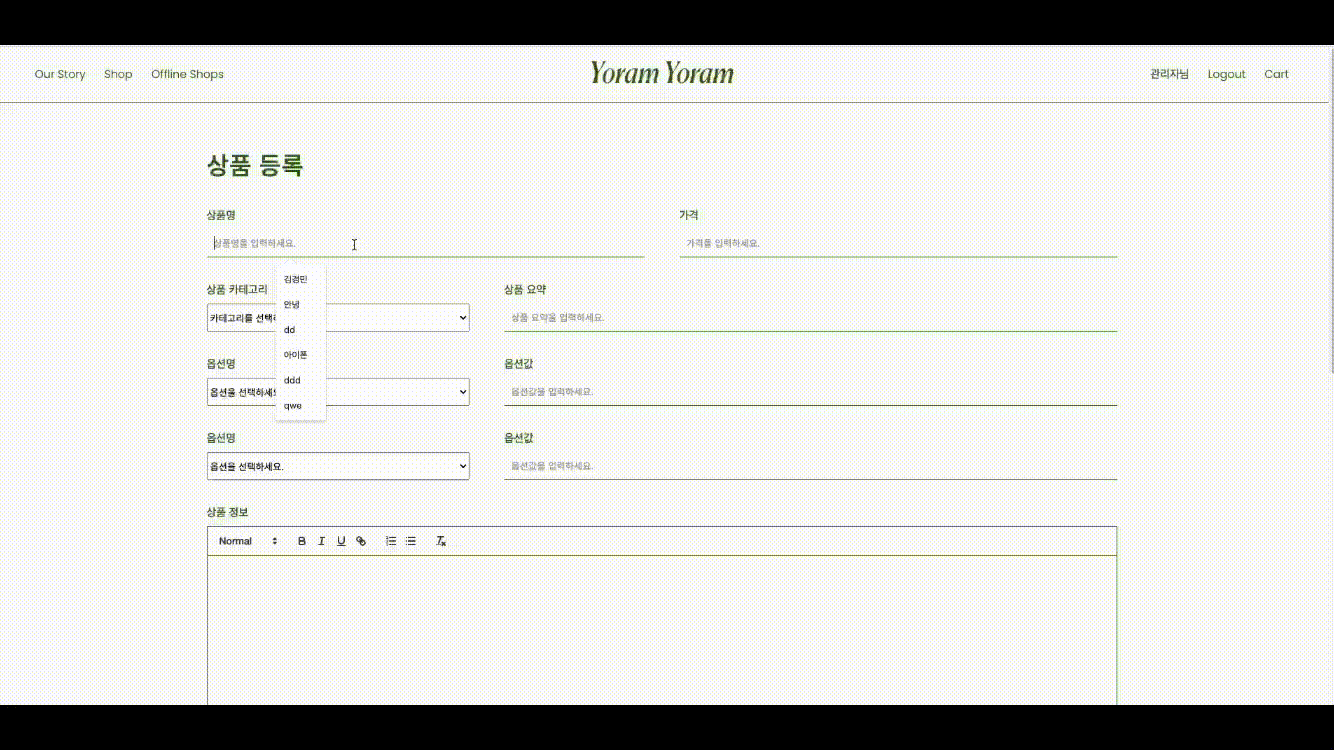 Our Story Shop Offline Shops Yoram Yoram 관리자님 Logout Cart
상품 등록
상품명 가격
상품명을 입력하세요. 가격을 입력하세요.
김경민
안녕
dd
아이폰
ddd
qwe
상품 카테고리 상품 요약
카테고리를 선택 상품 요약을 입력하세요.
옵션명 옵션값
옵션을 선택하세요 옵션값을 입력하세요.
옵션명 옵션값
옵션을 선택하세요. 옵션값을 입력하세요.
상품 정보
Normal B I U